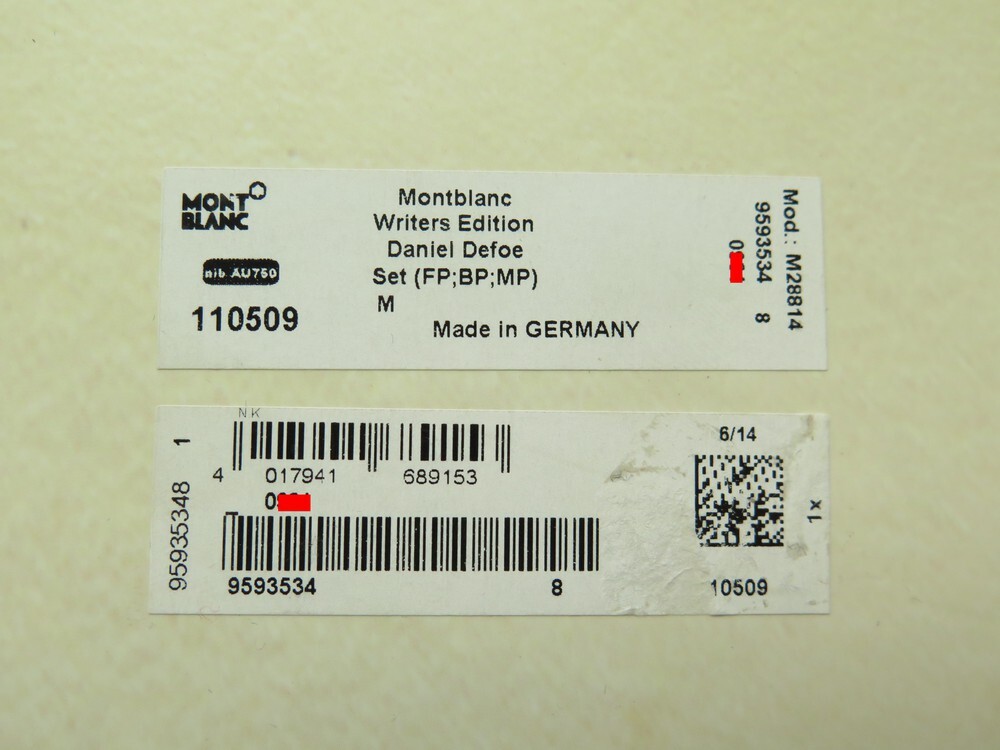 MONT
BLANC
nib. AU750
110509
Montblanc
Writers Edition
Daniel Defoe
Set (FP;BP;MP)
M
Made in GERMANY
Mod.: M28814
9593534 8
NK
4 017941 689153
9593534 8
95935348 1
6/14
1x
10509